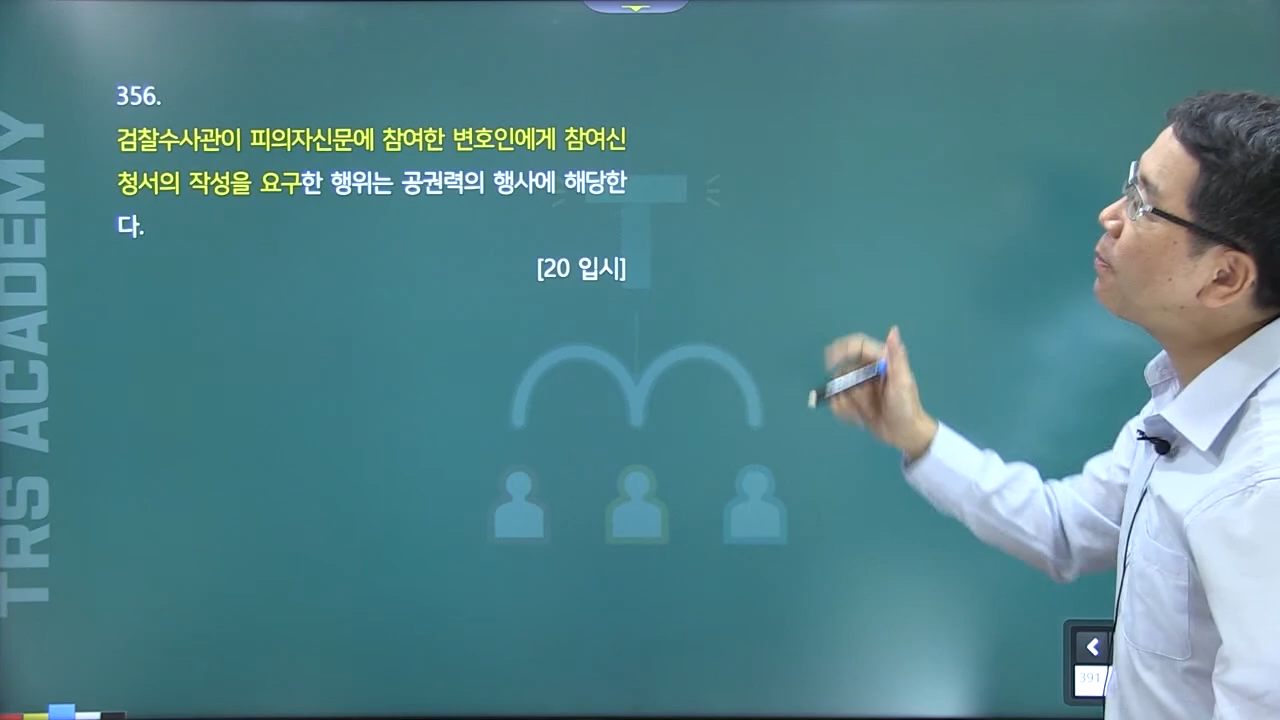 TRS ACADEMY
356.
검찰수사관이 피의자신문에 참여한 변호인에게 참여신
청서의 작성을 요구한 행위는 공권력의 행사에 해당한
다.
[20 입시]
391